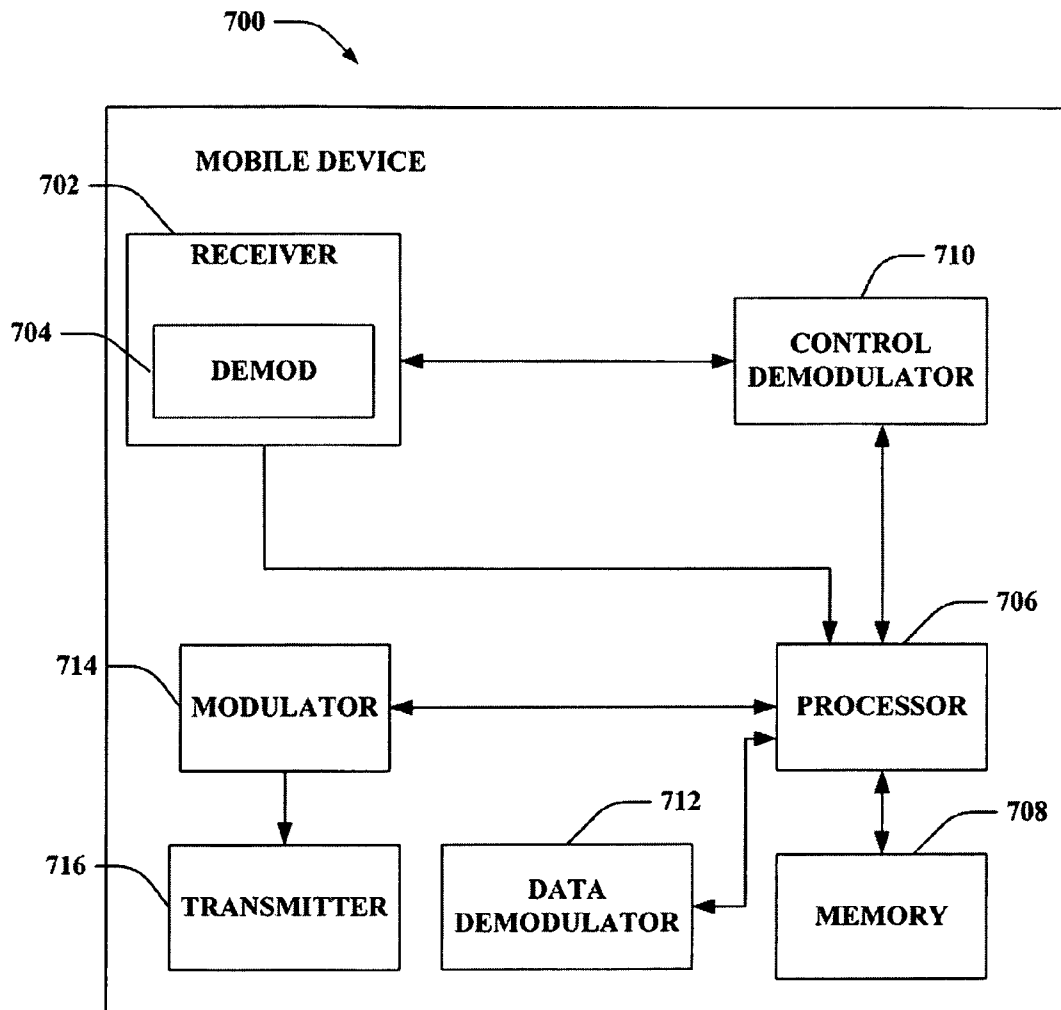 700
MOBILE DEVICE
702
RECEIVER
710
704
DEMOD
CONTROL
DEMODULATOR
706
714
MODULATOR
PROCESSOR
712
708
716
TRANSMITTER
DATA
DEMODULATOR
MEMORY